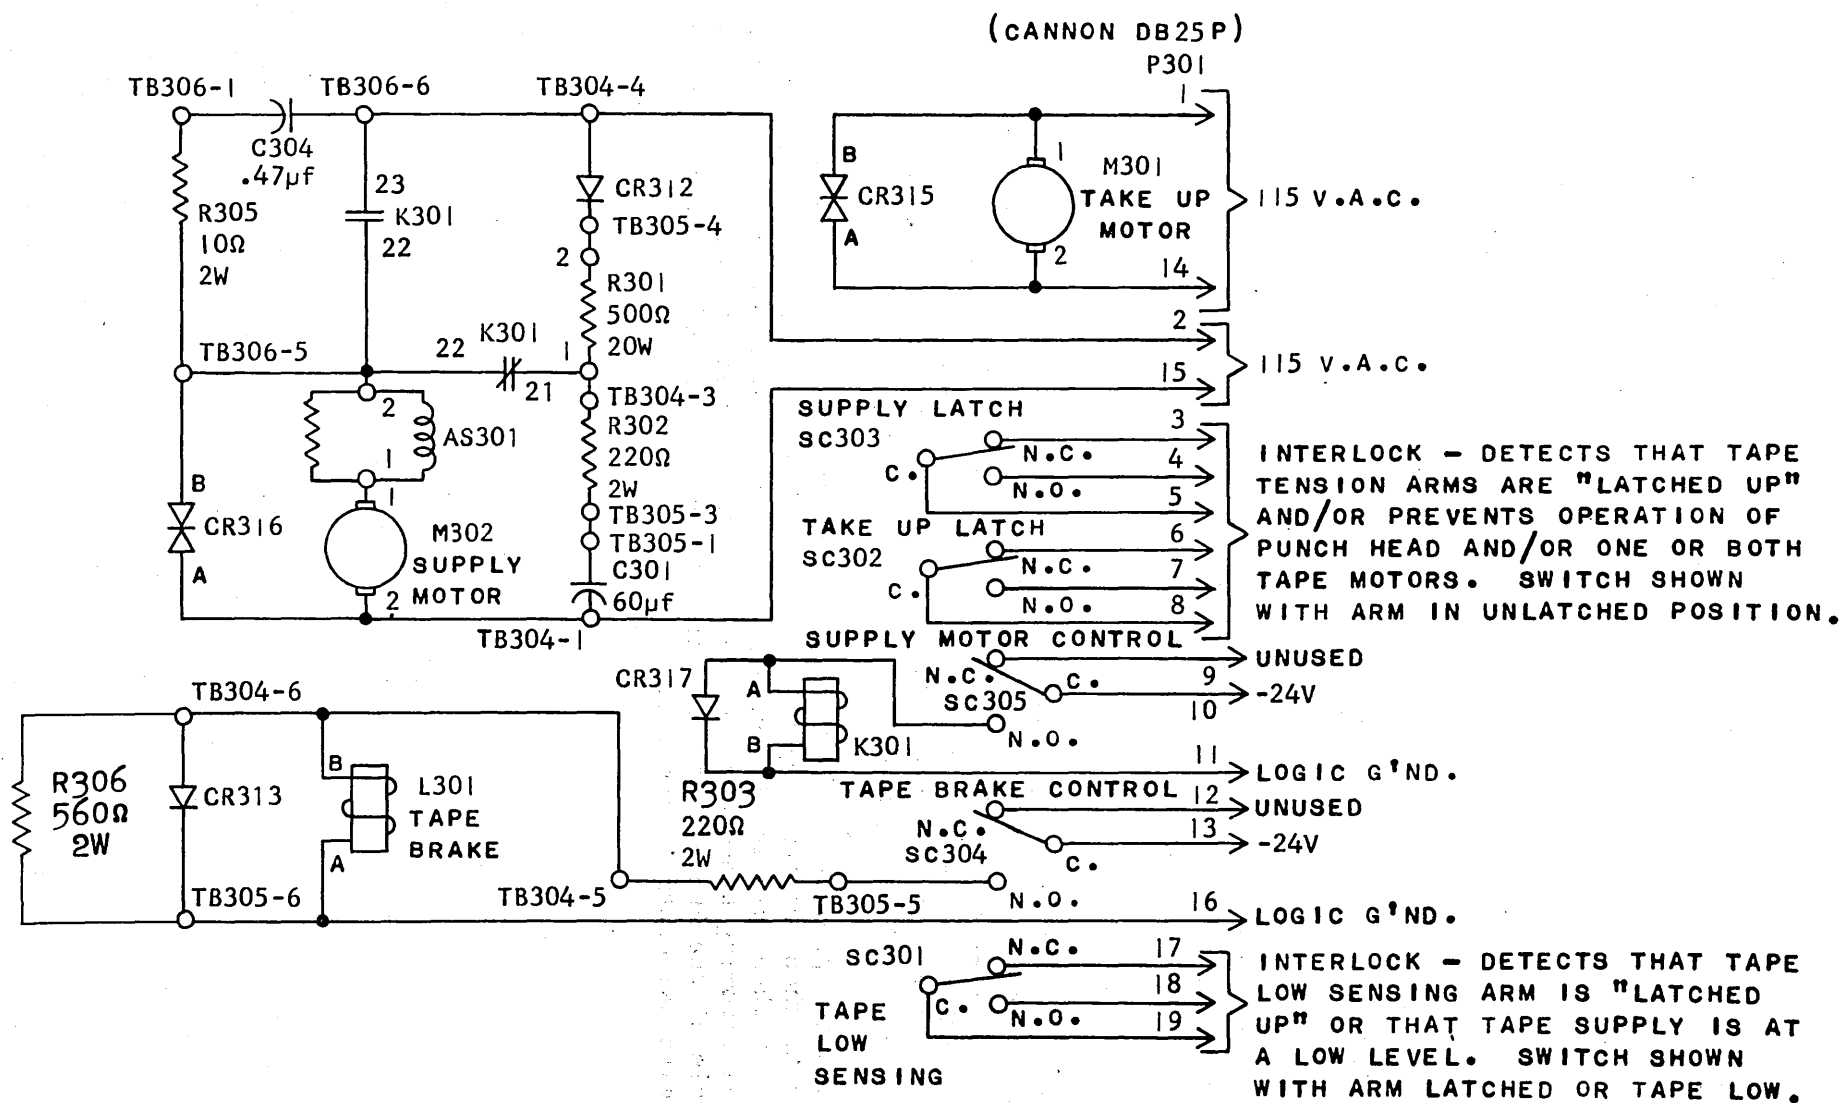 (CANNON DB25P)
P301
TB306-1
TB306-6
TB304-4
1
C304
.47µf
R305
10Ω
2W
23
K301
22
CR312
TB305-4
2
R301
500Ω
20W
1
B
CR315
A
1
M301
TAKE UP
MOTOR
2
14
115 V.A.C.
2
15
115 V.A.C.
TB306-5
22
K301
21
TB304-3
R302
220Ω
2W
TB305-3
TB305-1
C301
60µf
TB304-1
2
AS301
1
1
M302
SUPPLY
MOTOR
2
B
CR316
A
SUPPLY LATCH
SC303
C.
N.C.
N.O.
3
4
5
TAKE UP LATCH
SC302
C.
N.C.
N.O.
6
7
8
INTERLOCK - DETECTS THAT TAPE
TENSION ARMS ARE "LATCHED UP"
AND/OR PREVENTS OPERATION OF
PUNCH HEAD AND/OR ONE OR BOTH
TAPE MOTORS. SWITCH SHOWN
WITH ARM IN UNLATCHED POSITION.
SUPPLY MOTOR CONTROL
CR317
A
B
K301
N.C.
SC305
C.
N.O.
9
UNUSED
10
-24V
11
LOGIC G'ND.
TB304-6
R306
560Ω
2W
CR313
B
L301
TAPE
BRAKE
A
TB305-6
TB304-5
R303
220Ω
2W
TB305-5
TAPE BRAKE CONTROL
N.C.
SC304
C.
N.O.
12
UNUSED
13
-24V
16
LOGIC G'ND.
SC301
TAPE
LOW
SENSING
N.C.
C.
N.O.
17
18
19
INTERLOCK - DETECTS THAT TAPE
LOW SENSING ARM IS "LATCHED
UP" OR THAT TAPE SUPPLY IS AT
A LOW LEVEL. SWITCH SHOWN
WITH ARM LATCHED OR TAPE LOW.